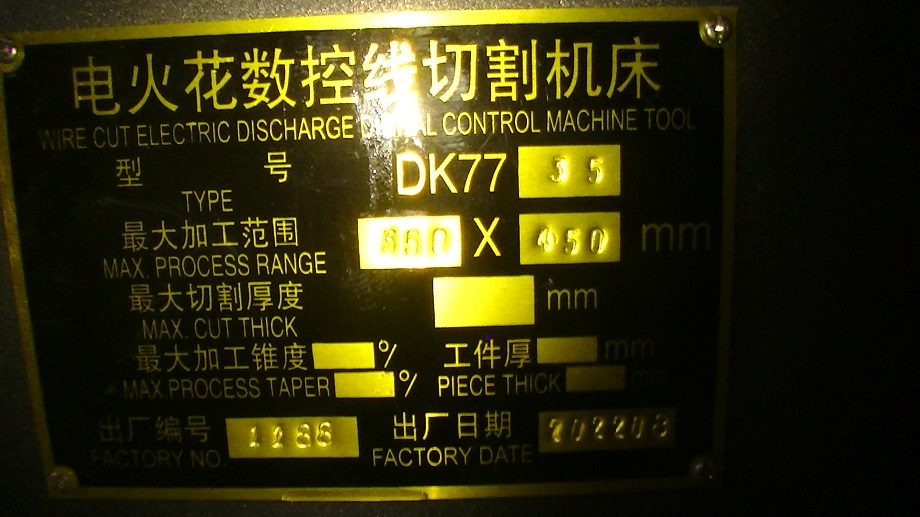 电火花数控线切割机床
WIRE CUT ELECTRIC DISCHARGE CONTROL MACHINE TOOL
型 号 DK77 35
TYPE
最大加工范围 X 450 mm
MAX. PROCESS RANGE
最大切割厚度 mm
MAX. CUT THICK
最大加工锥度 % 工件厚 mm
MAX.PROCESS TAPER % PIECE THICK mm
出厂编号 出厂日期 202208
FACTORY NO. FACTORY DATE